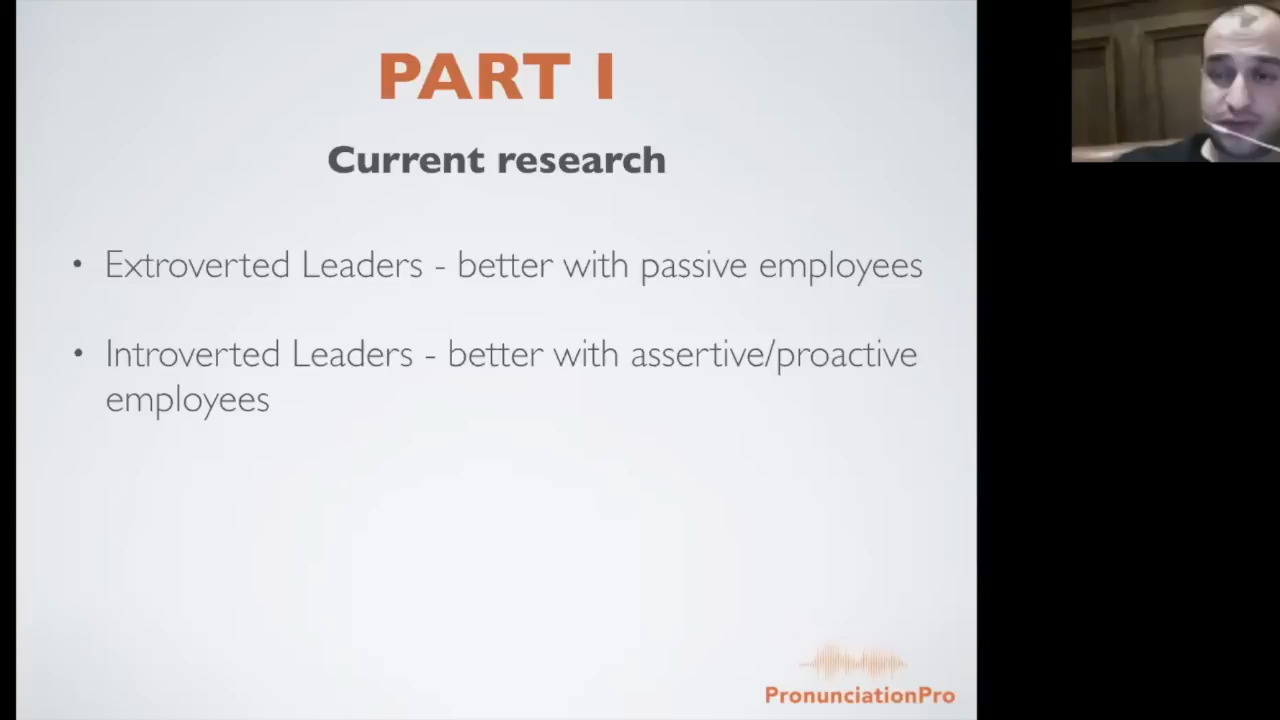 PART I
Current research
• Extroverted Leaders - better with passive employees
• Introverted Leaders - better with assertive/proactive
employees
PronunciationPro